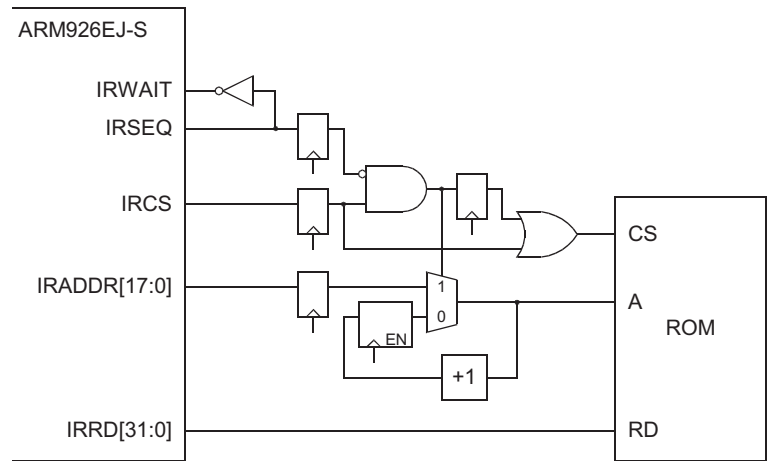 ARM926EJ-S
IRWAIT
IRSEQ
IRCS
CS
IRADDR[17:0]
1
A
0
ROM
EN
+1
IRRD[31:0]
RD